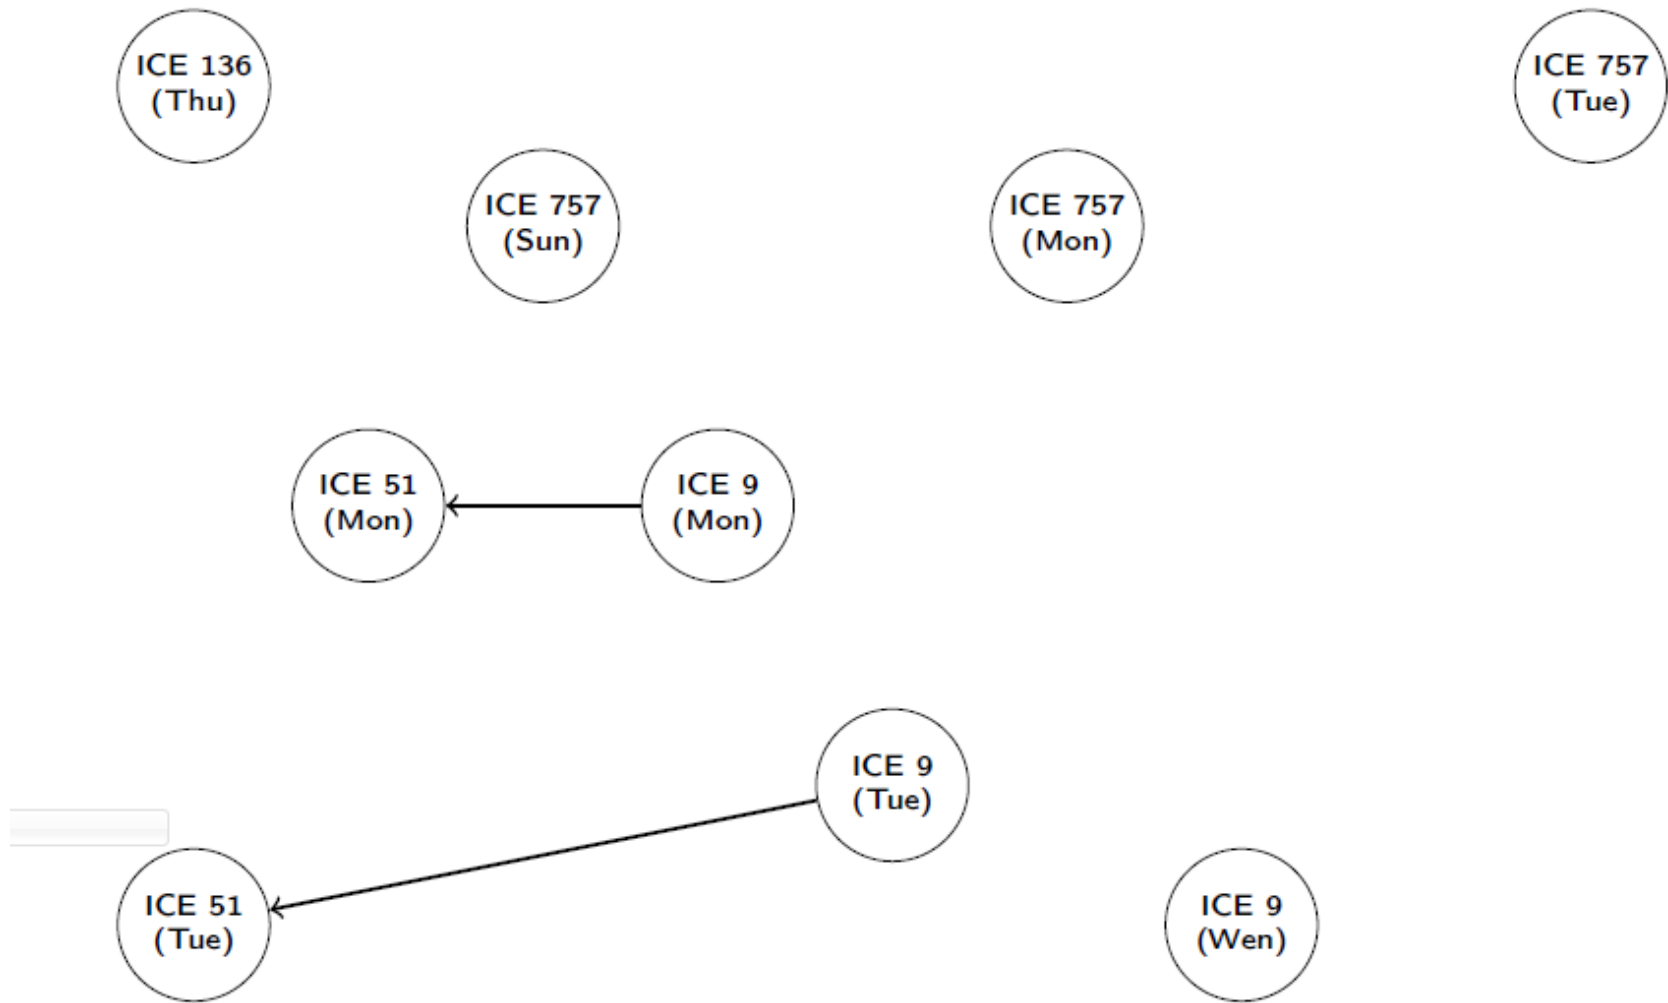 ICE 136
(Thu)
ICE 757
(Tue)
ICE 757
(Sun)
ICE 757
(Mon)
ICE 51
(Mon)
ICE 9
(Mon)
ICE 9
(Tue)
ICE 51
(Tue)
ICE 9
(Wen)